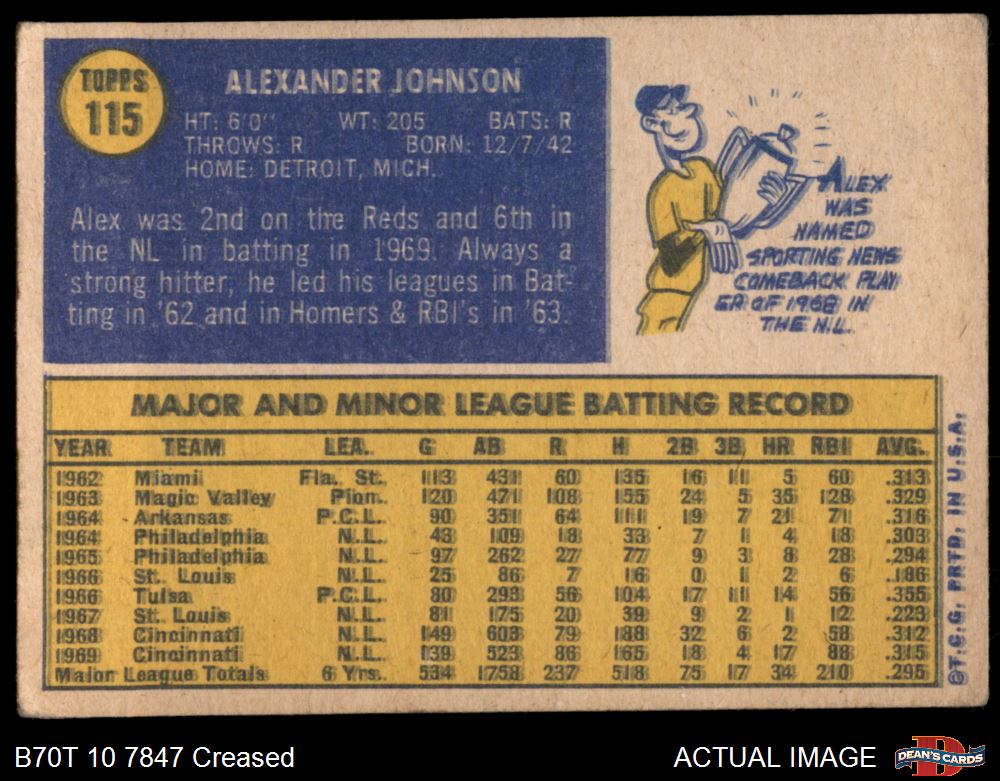 TOPPS
115
ALEXANDER JOHNSON
HT: 6'0" WT: 205 BATS: R
THROWS: R BORN: 12/7/42
HOME: DETROIT, MICH.
Alex was 2nd on the Reds and 6th in
the NL in batting in 1969. Always a
strong hitter, he led his leagues in Bat-
ting in '62 and in Homers & RBI's in '63.
ALEX
WAS
NAMED
SPORTING NEWS
COMEBACK PLAY
ER OF 1968 IN
THE N.L.
MAJOR AND MINOR LEAGUE BATTING RECORD
YEAR TEAM LEA. G AB R H 2B 3B HR RBI AVG.
1962 Miami Fla. St. 113 431 60 135 16 11 5 60 .313
1963 Magic Valley Pion. 120 471 108 155 24 5 35 128 .329
1964 Arkansas P.C.L. 90 351 64 111 19 7 21 71 .316
1964 Philadelphia N.L. 43 109 18 33 7 1 4 18 .303
1965 Philadelphia N.L. 97 262 27 77 9 3 8 28 .294
1966 St. Louis N.L. 25 86 7 16 0 1 2 6 .186
1966 Tulsa P.C.L. 80 293 56 104 17 11 14 56 .355
1967 St. Louis N.L. 81 175 20 39 9 2 1 12 .223
1968 Cincinnati N.L. 149 603 79 188 32 6 2 58 .312
1969 Cincinnati N.L. 139 523 86 165 18 4 17 88 .315
Major League Totals 6 Yrs. 534 1758 237 518 75 17 34 210 .295
©T.C.G. PRTD. IN U.S.A.
B70T 10 7847 Creased
ACTUAL IMAGE
D
DEAN'S CARDS